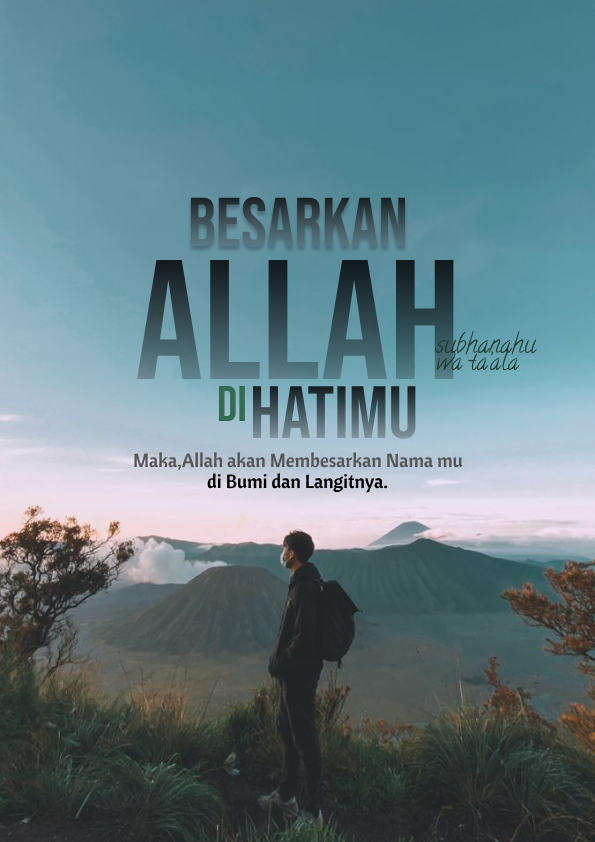 BESARKAN
ALLAH
subhanahu
wa ta'ala
DI HATIMU
Maka,Allah akan Membesarkan Nama mu
di Bumi dan Langitnya.